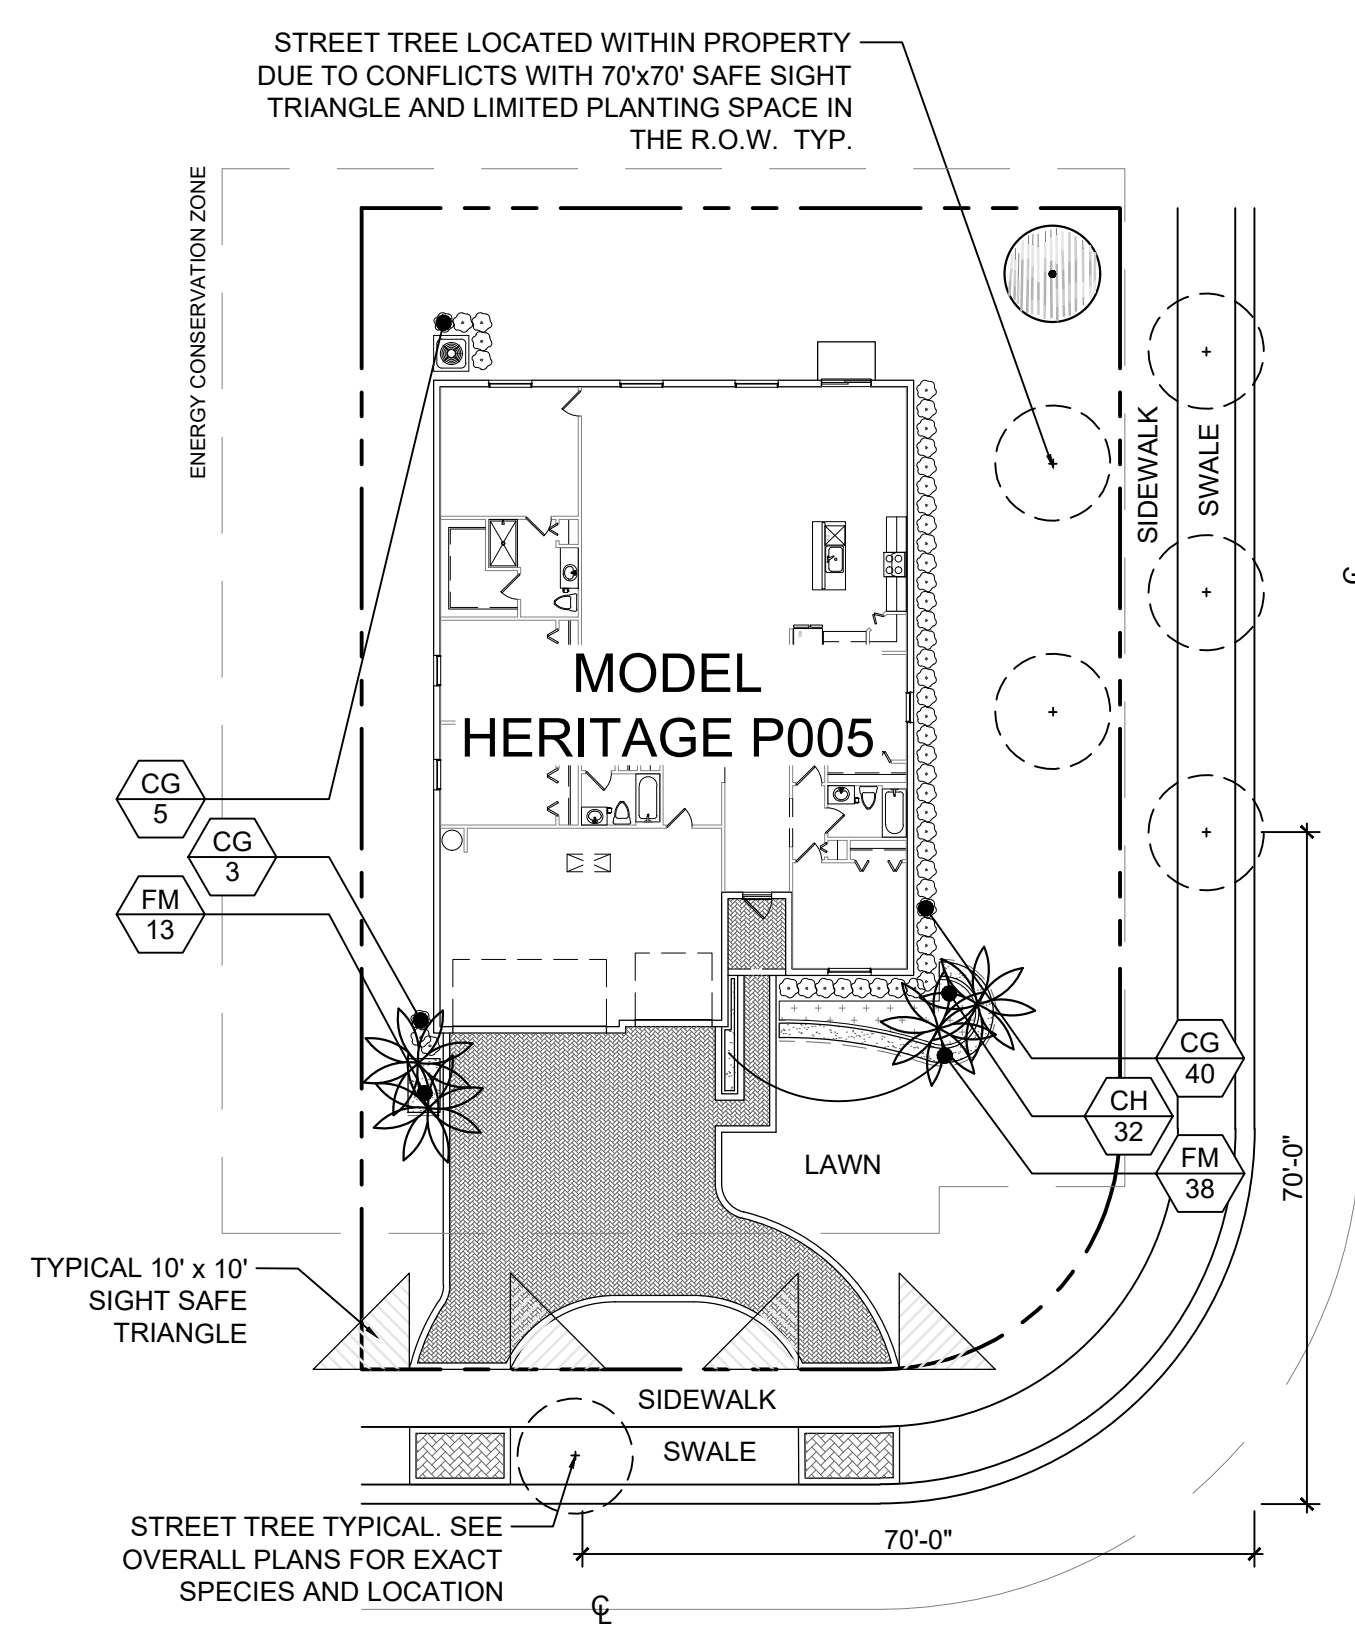 STREET TREE LOCATED WITHIN PROPERTY
DUE TO CONFLICTS WITH 70'x70' SAFE SIGHT
TRIANGLE AND LIMITED PLANTING SPACE IN
THE R.O.W. TYP.
ENERGY CONSERVATION ZONE
SIDEWALK
SWALE
MODEL
HERITAGE P005
CG
5
CG
3
FM
13
CG
40
CH
32
FM
38
LAWN
70'-0"
TYPICAL 10' x 10'
SIGHT SAFE
TRIANGLE
SIDEWALK
SWALE
STREET TREE TYPICAL. SEE
OVERALL PLANS FOR EXACT
SPECIES AND LOCATION
70'-0"
℄